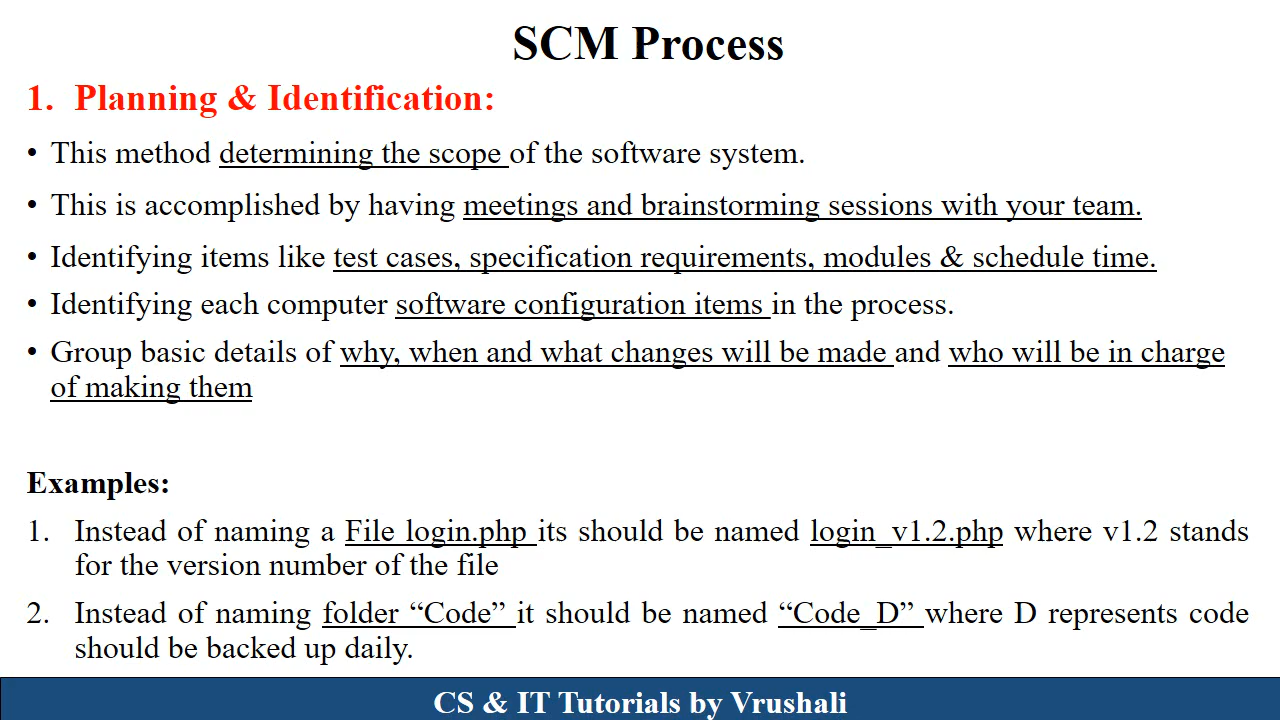 SCM Process
1. Planning & Identification:
• This method determining the scope of the software system.
• This is accomplished by having meetings and brainstorming sessions with your team.
• Identifying items like test cases, specification requirements, modules & schedule time.
• Identifying each computer software configuration items in the process.
• Group basic details of why, when and what changes will be made and who will be in charge
of making them
Examples:
1. Instead of naming a File login.php its should be named login_v1.2.php where v1.2 stands
for the version number of the file
2. Instead of naming folder “Code” it should be named “Code_D” where D represents code
should be backed up daily.
CS & IT Tutorials by Vrushali